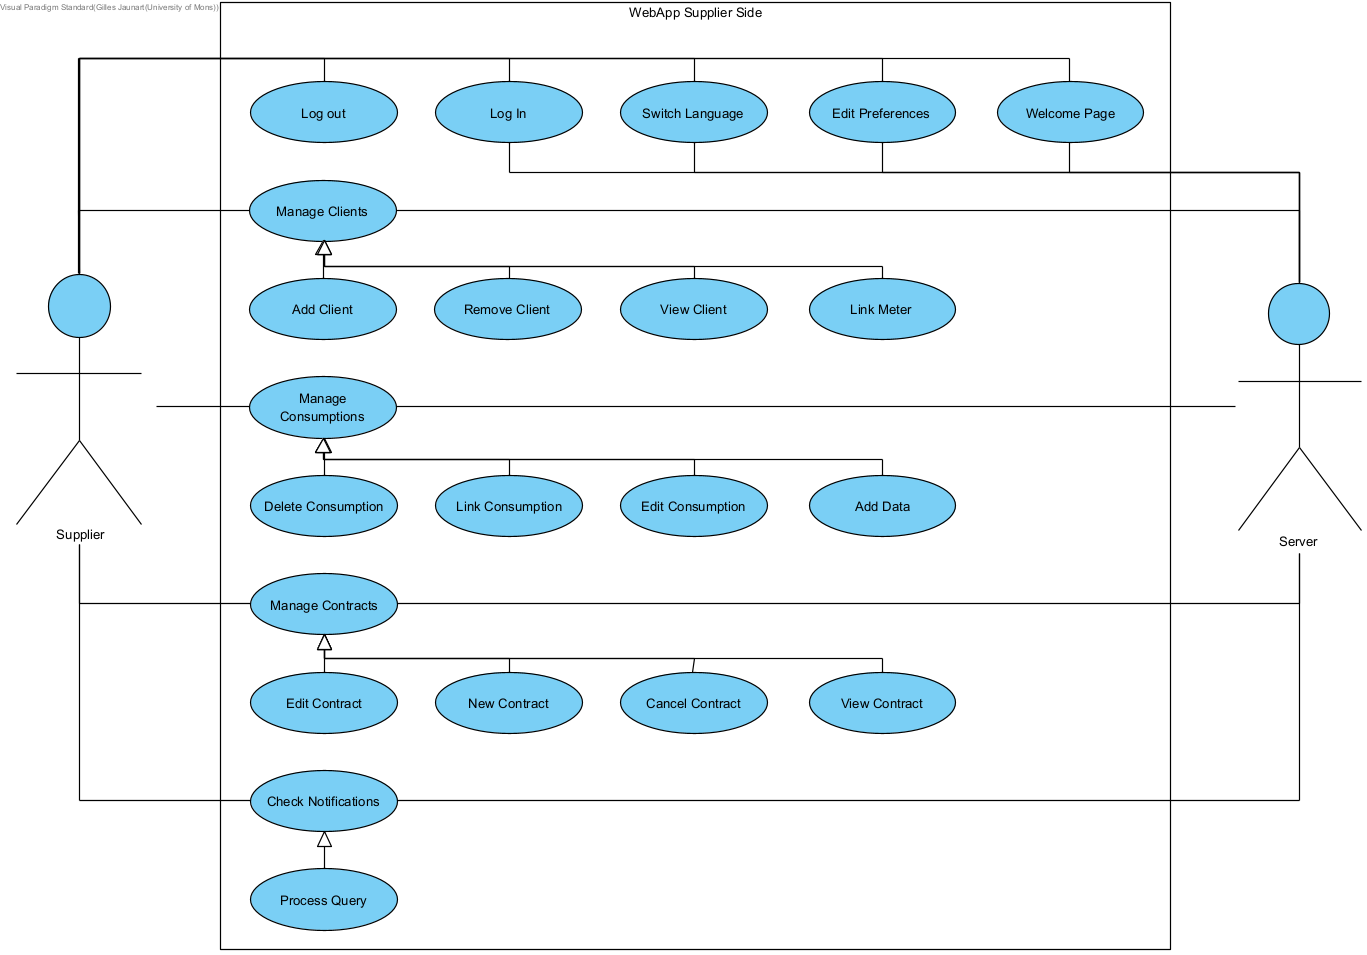 Visual Paradigm Standard(Gilles Jaunart(University of Mons))
WebApp Supplier Side
Log out
Log In
Switch Language
Edit Preferences
Welcome Page
Manage Clients
Add Client
Remove Client
View Client
Link Meter
Manage
Consumptions
Delete Consumption
Link Consumption
Edit Consumption
Add Data
Supplier
Server
Manage Contracts
Edit Contract
New Contract
Cancel Contract
View Contract
Check Notifications
Process Query